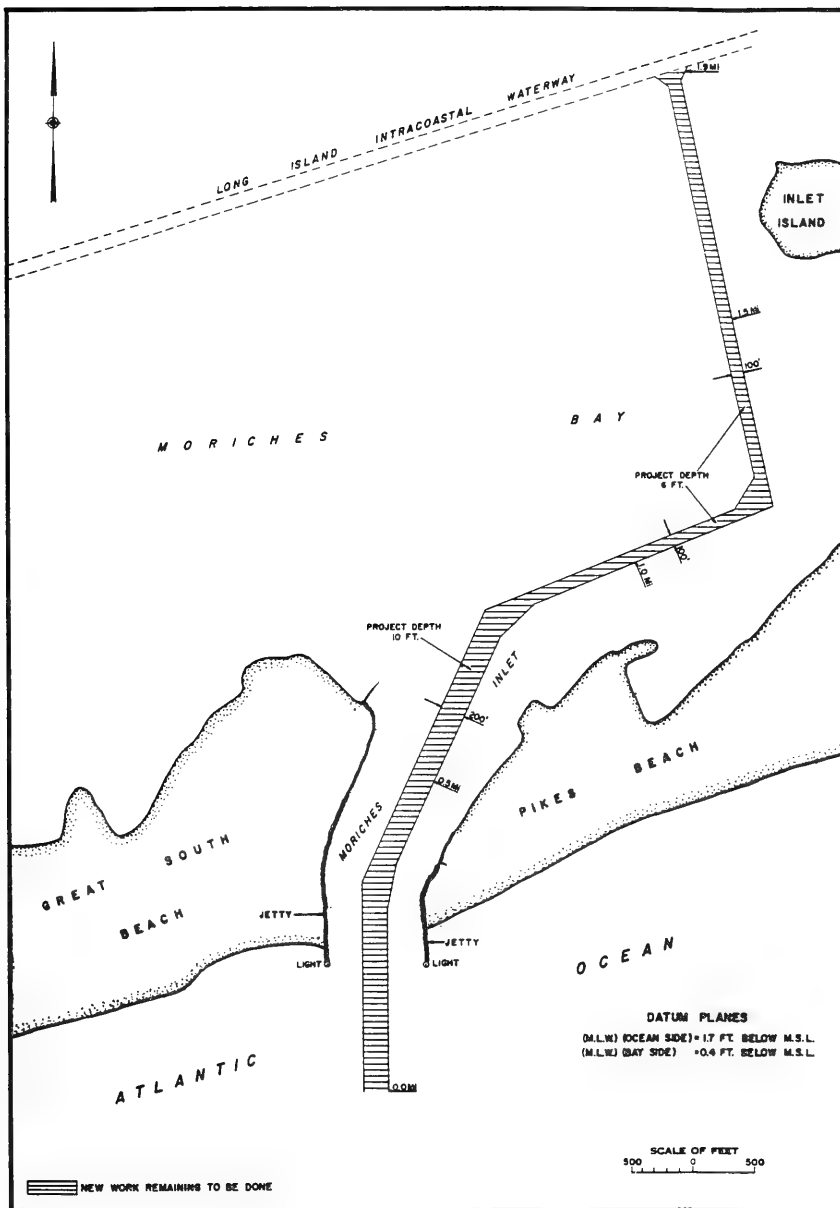 1.9 MI
LONG ISLAND INTRACOASTAL WATERWAY
INLET
ISLAND
1.5 MI
100'
MORICHES BAY
PROJECT DEPTH
6 FT.
100'
1.0 MI
PROJECT DEPTH
10 FT.
200'
0.5 MI
MORICHES INLET
PIKES BEACH
GREAT SOUTH
BEACH
JETTY
JETTY
LIGHT
LIGHT
ATLANTIC OCEAN
0.0 MI
DATUM PLANES
(M.L.W.) (OCEAN SIDE) = 1.7 FT. BELOW M.S.L.
(M.L.W.) (BAY SIDE) = 0.4 FT. BELOW M.S.L.
SCALE OF FEET
500 0 500
NEW WORK REMAINING TO BE DONE